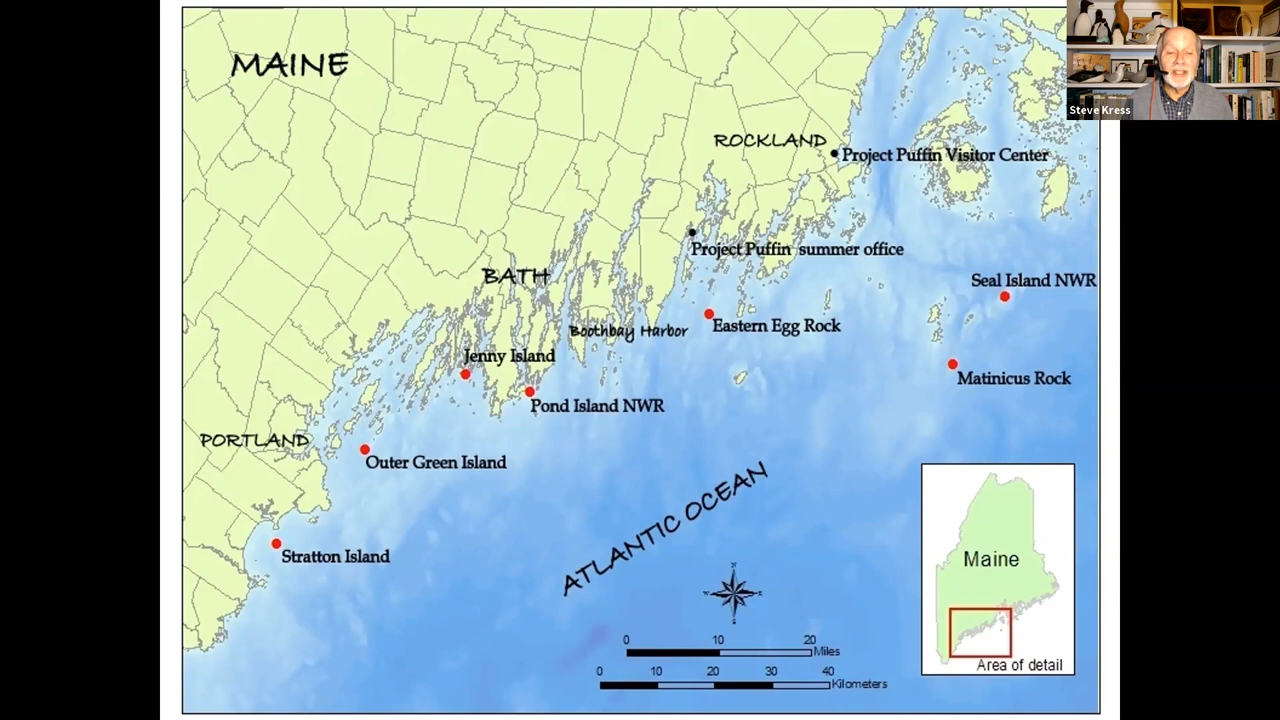 MAINE
Steve Kress
ROCKLAND
Project Puffin Visitor Center
Project Puffin summer office
BATH
Seal Island NWR
Eastern Egg Rock
Boothbay Harbor
Jenny Island
Matinicus Rock
Pond Island NWR
PORTLAND
Outer Green Island
ATLANTIC OCEAN
Stratton Island
Maine
Area of detail
N
W E
S
0 10 20
Miles
0 10 20 30 40
Kilometers